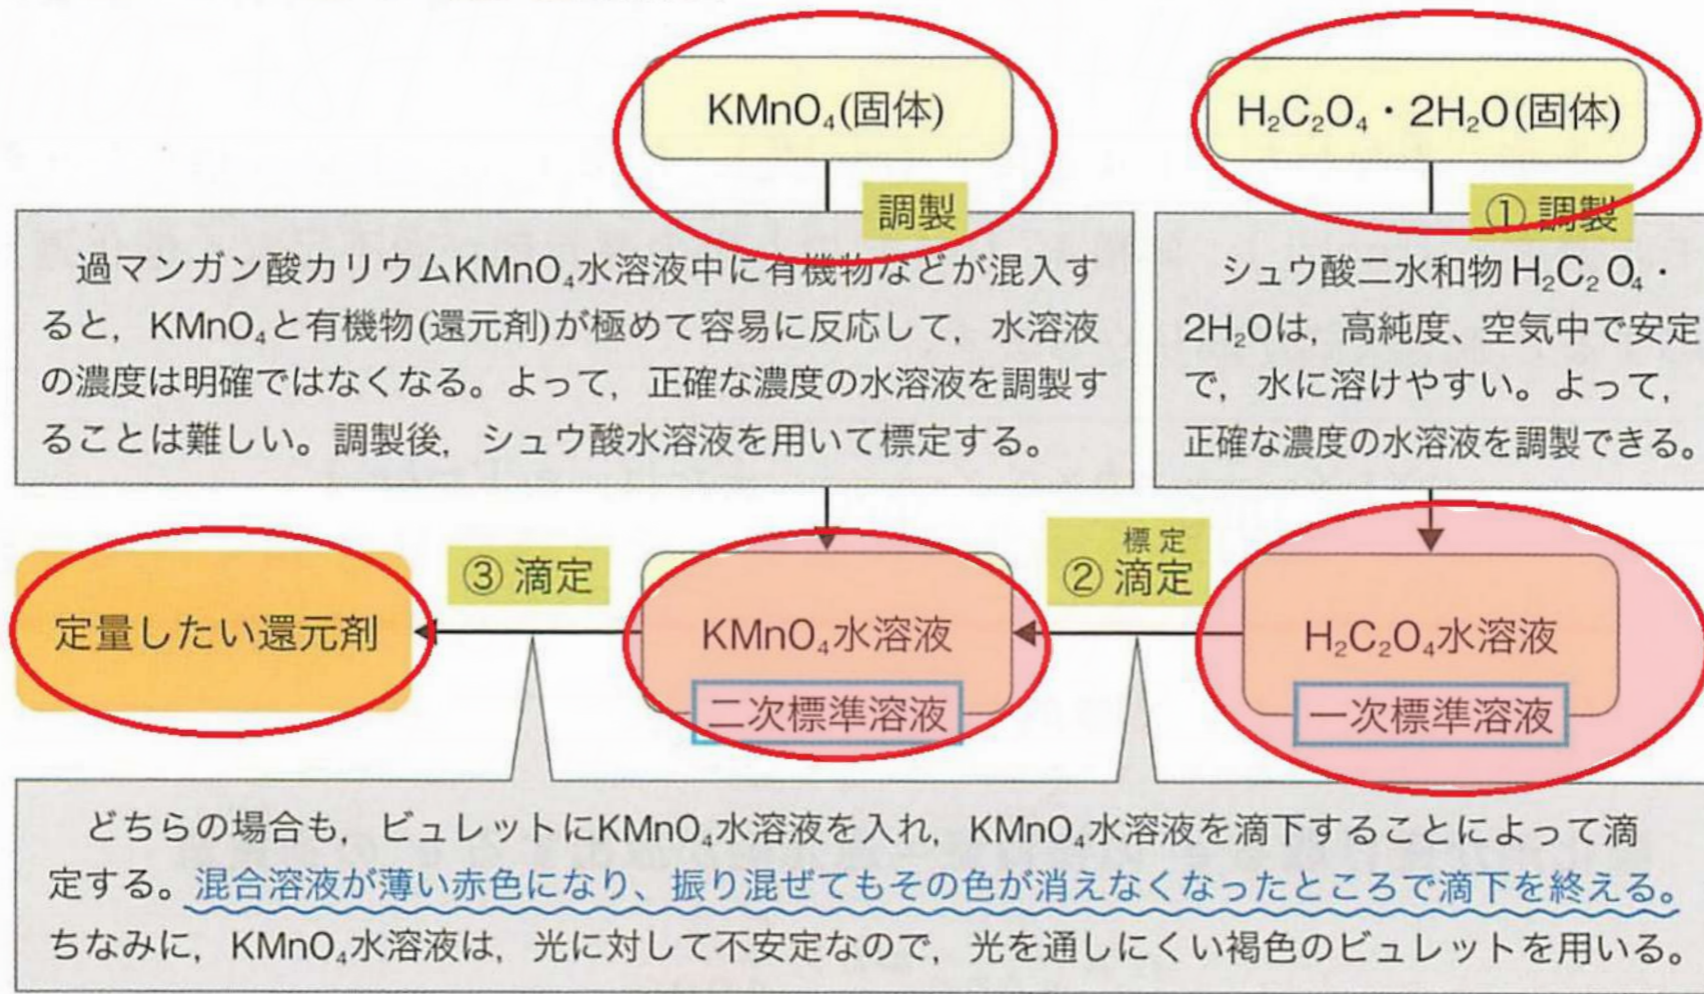 KMnO₄(固体)
H₂C₂O₄・2H₂O(固体)
調製
① 調製
過マンガン酸カリウムKMnO₄水溶液中に有機物などが混入す
ると，KMnO₄と有機物(還元剤)が極めて容易に反応して，水溶液
の濃度は明確ではなくなる。よって，正確な濃度の水溶液を調製す
ることは難しい。調製後，シュウ酸水溶液を用いて標定する。
シュウ酸二水和物 H₂C₂O₄・
2H₂Oは，高純度、空気中で安定
で，水に溶けやすい。よって，
正確な濃度の水溶液を調製できる。
定量したい還元剤
③ 滴定
KMnO₄水溶液
二次標準溶液
標定
② 滴定
H₂C₂O₄水溶液
一次標準溶液
どちらの場合も，ビュレットにKMnO₄水溶液を入れ，KMnO₄水溶液を滴下することによって滴
定する。混合溶液が薄い赤色になり、振り混ぜてもその色が消えなくなったところで滴下を終える。
ちなみに，KMnO₄水溶液は，光に対して不安定なので，光を通しにくい褐色のビュレットを用いる。